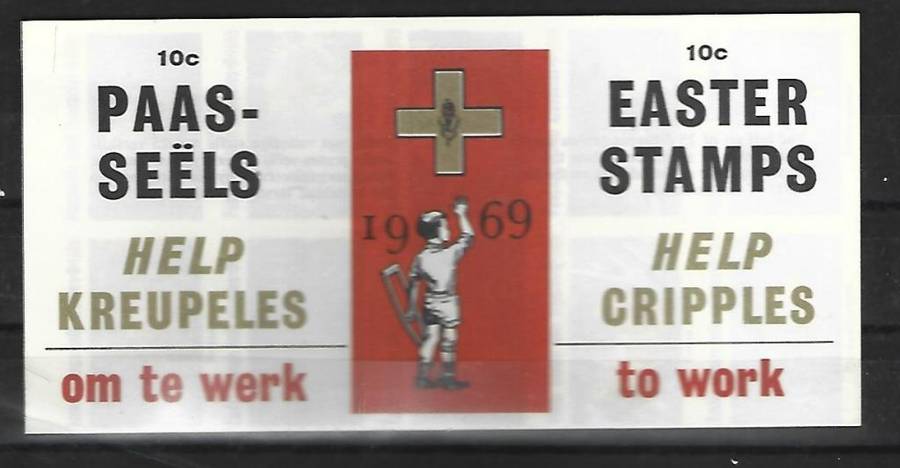 10c
PAAS-
SEËLS
HELP
KREUPELES
om te werk
1969
10c
EASTER
STAMPS
HELP
CRIPPLES
to work